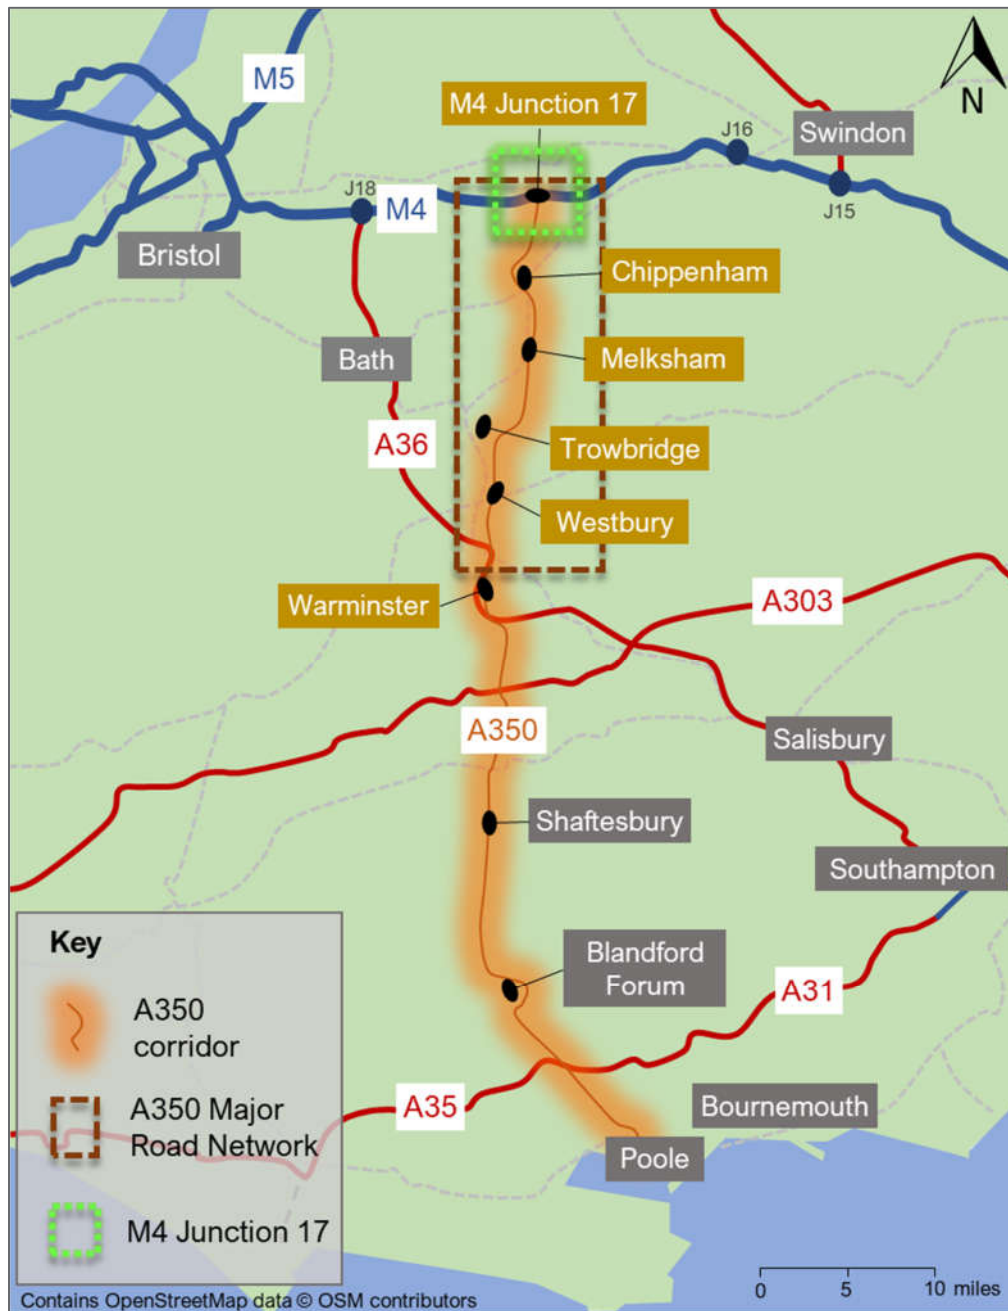 M5
N
M4 Junction 17
J16
Swindon
J18
M4
J15
Bristol
Chippenham
Bath
Melksham
A36
Trowbridge
Westbury
Warminster
A303
A350
Salisbury
Shaftesbury
Southampton
Blandford
Forum
A31
A35
Bournemouth
Poole
Key
A350
corridor
A350 Major
Road Network
M4 Junction 17
0 5 10 miles
Contains OpenStreetMap data © OSM contributors